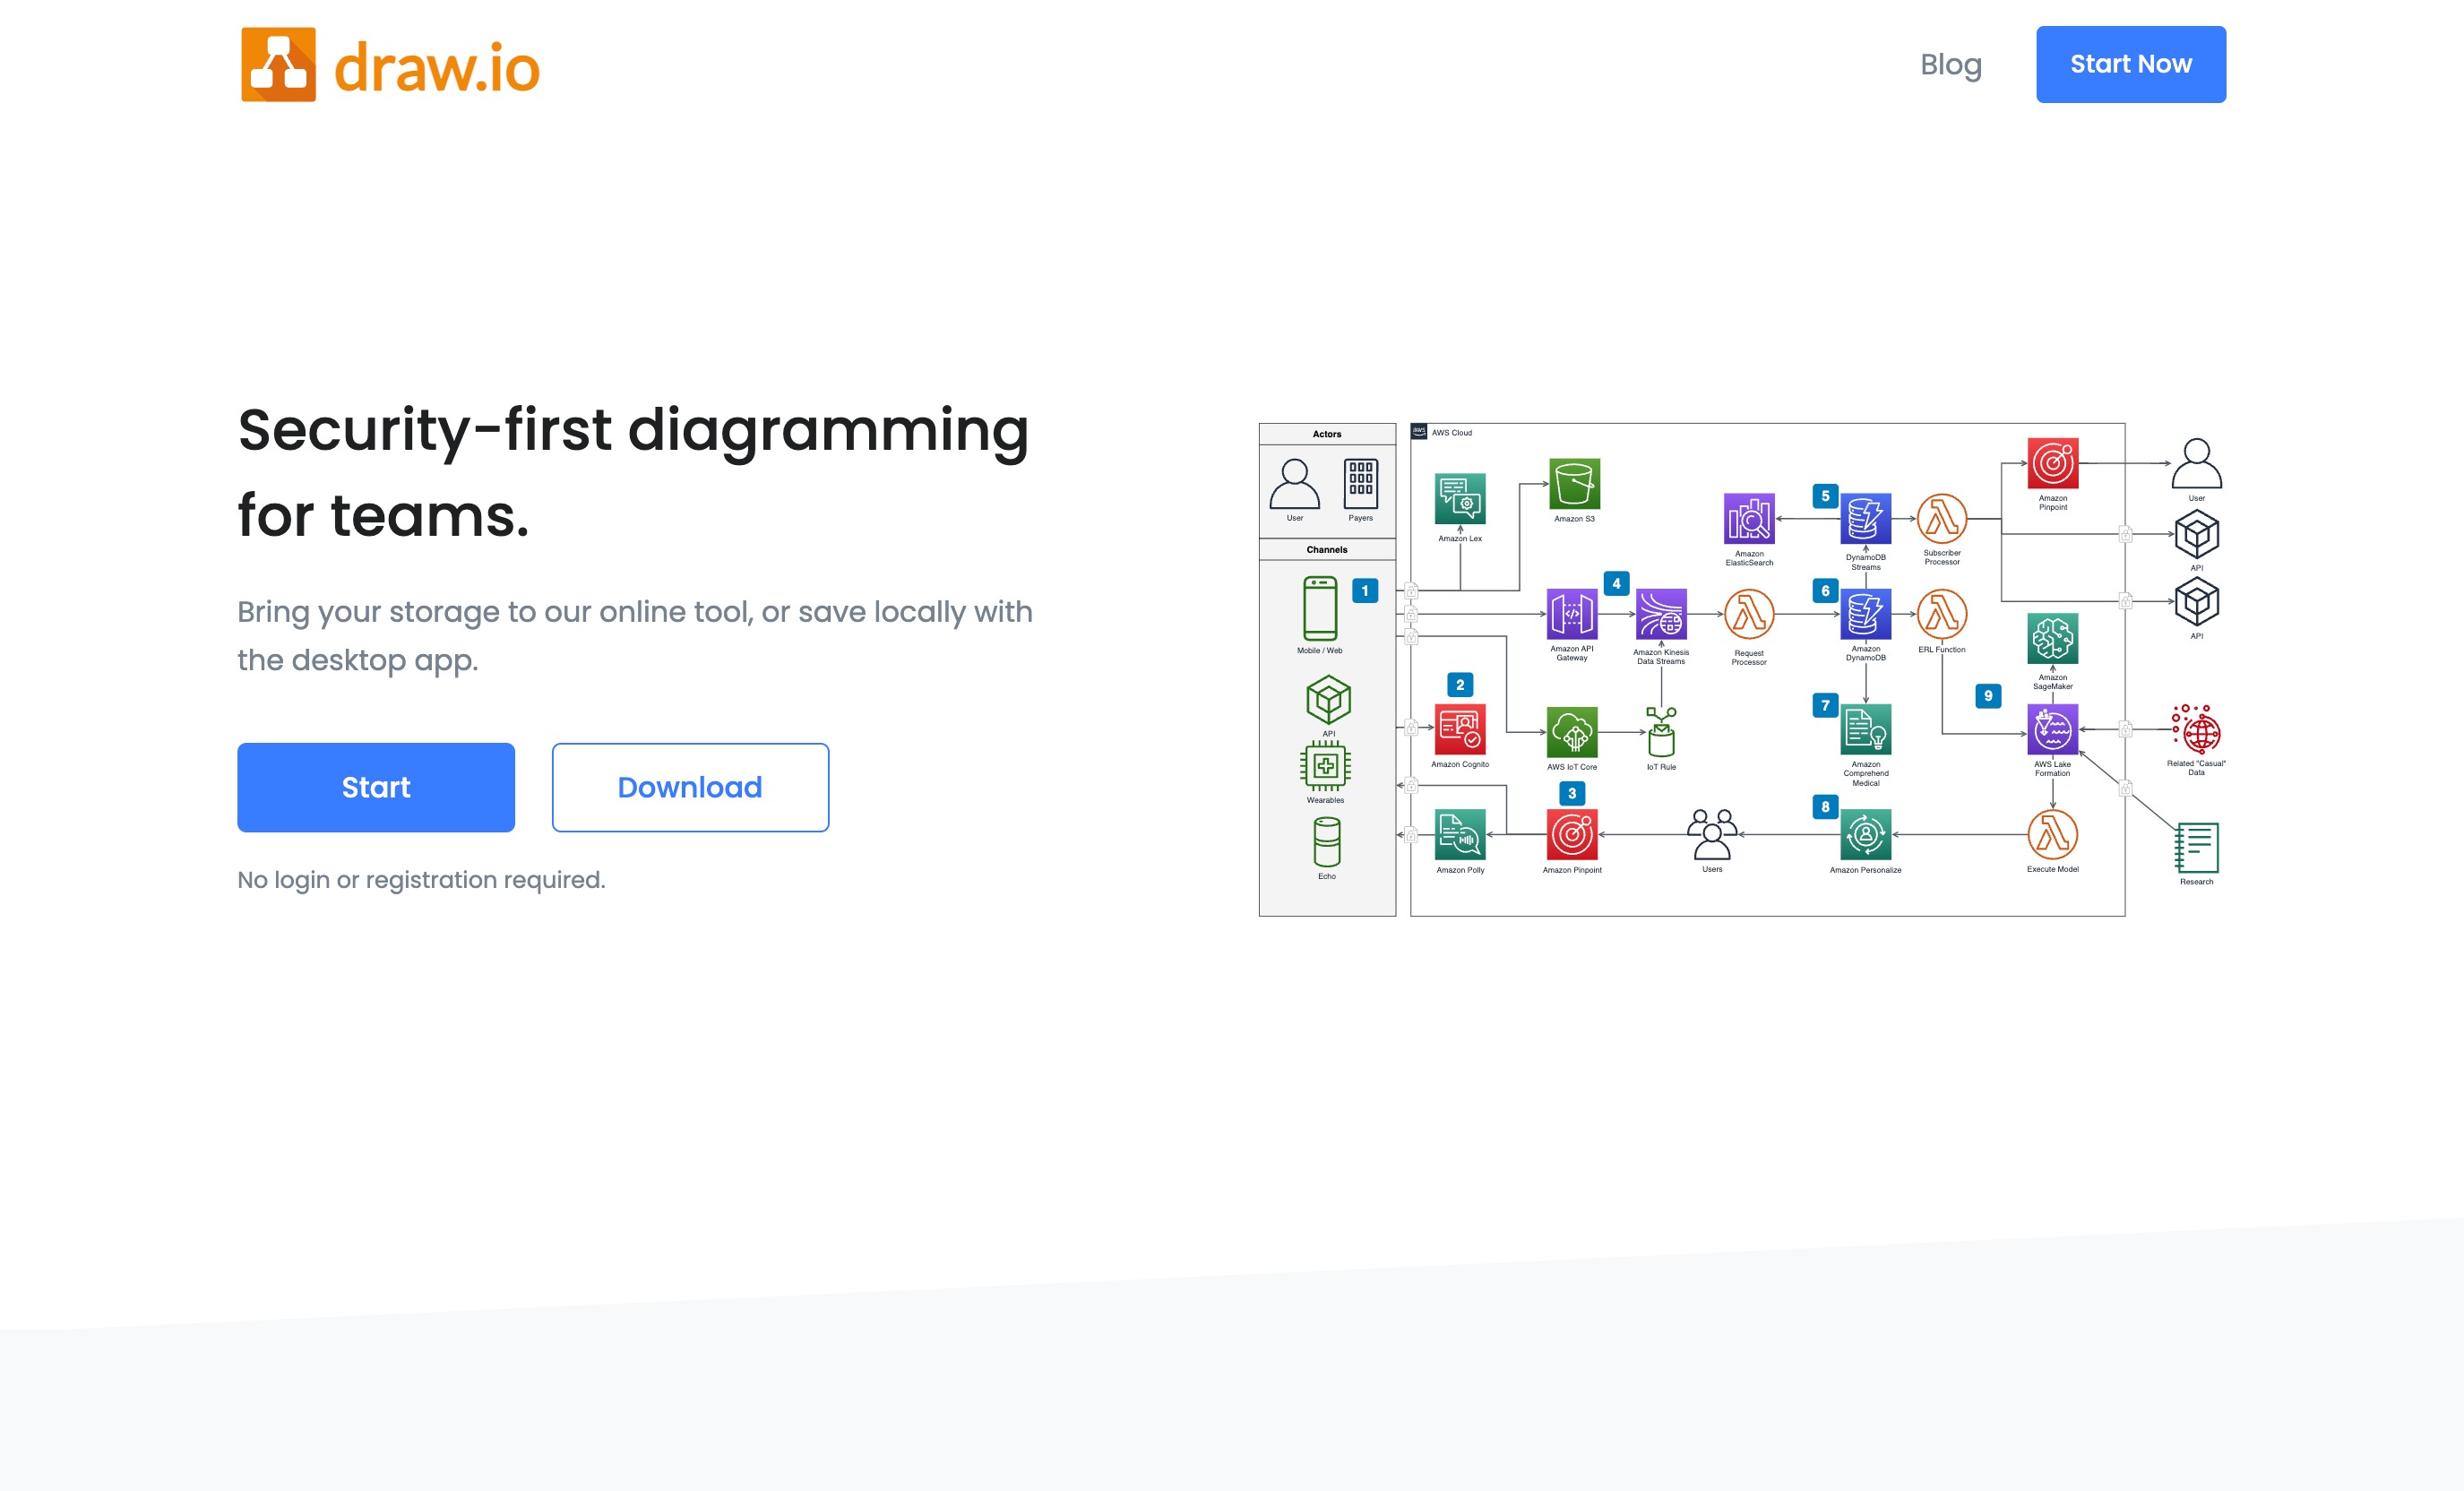 draw.io
Blog
Start Now
Security-first diagramming
for teams.
Bring your storage to our online tool, or save locally with
the desktop app.
Start
Download
No login or registration required.
Actors
User
Payers
Channels
1
Mobile / Web
API
Wearables
Echo
aws
AWS Cloud
Amazon Lex
Amazon S3
Amazon
ElasticSearch
5
DynamoDB
Streams
Subscriber
Processor
Amazon
Pinpoint
User
API
API
4
Amazon API
Gateway
Amazon Kinesis
Data Streams
Request
Processor
6
Amazon
DynamoDB
ERL Function
Amazon
SageMaker
2
Amazon Cognito
AWS IoT Core
IoT Rule
7
Amazon
Comprehend
Medical
9
AWS Lake
Formation
Related "Casual"
Data
3
Amazon Polly
Amazon Pinpoint
Users
8
Amazon Personalize
Execute Model
Research